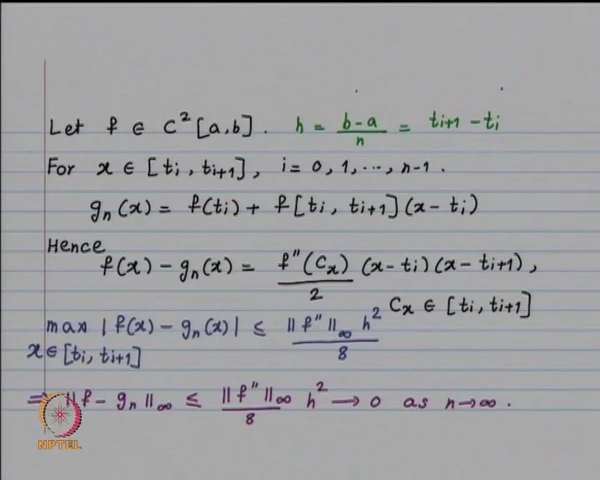 Let f ∈ C²[a,b]. h = (b-a)/n = tᵢ₊₁ - tᵢ
For x ∈ [tᵢ, tᵢ₊₁], i = 0, 1, ..., n-1.
gₙ(x) = f(tᵢ) + f[tᵢ, tᵢ₊₁](x - tᵢ)
Hence
f(x) - gₙ(x) = f''(Cₓ)/2 (x-tᵢ)(x-tᵢ₊₁),
Cₓ ∈ [tᵢ, tᵢ₊₁]
max |f(x) - gₙ(x)| ≤ ||f''||∞ h²/8
x ∈ [tᵢ, tᵢ₊₁]
⇒ ||f - gₙ||∞ ≤ ||f''||∞/8 h² → 0 as n→∞.
NPTEL